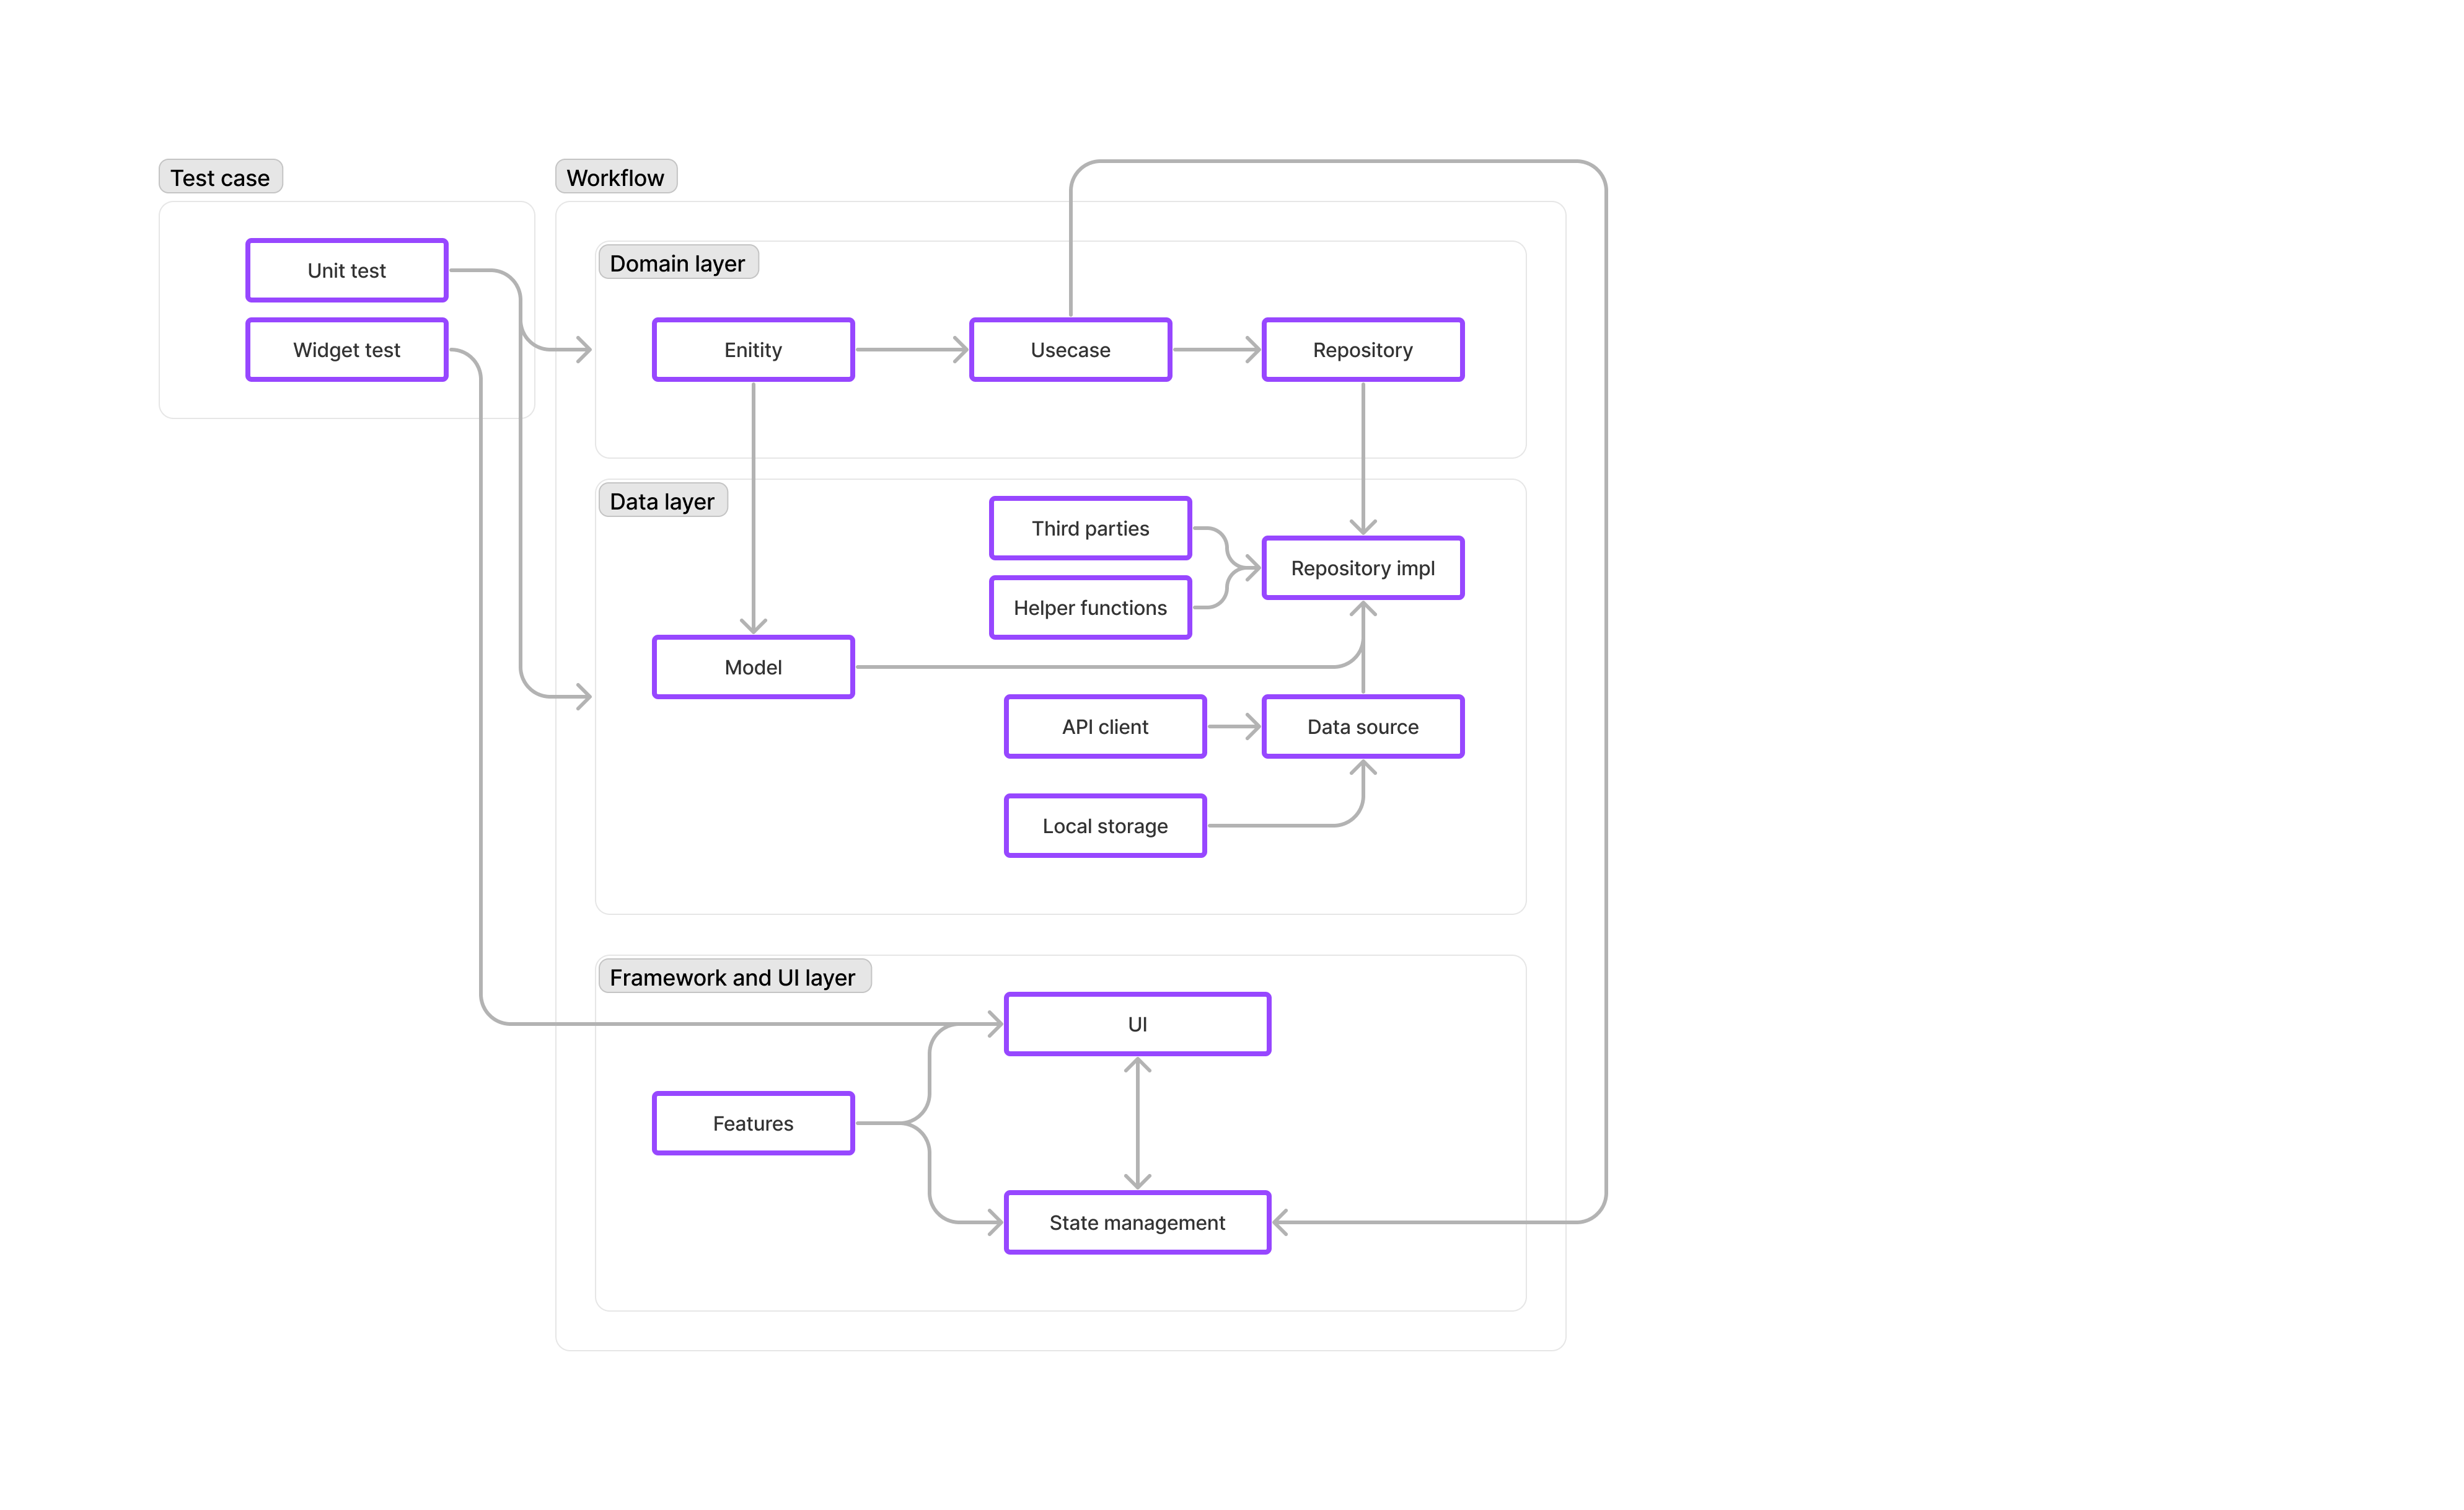 Test case
Workflow
Unit test
Widget test
Domain layer
Enitity
Usecase
Repository
Data layer
Third parties
Helper functions
Repository impl
Model
API client
Data source
Local storage
Framework and UI layer
UI
Features
State management